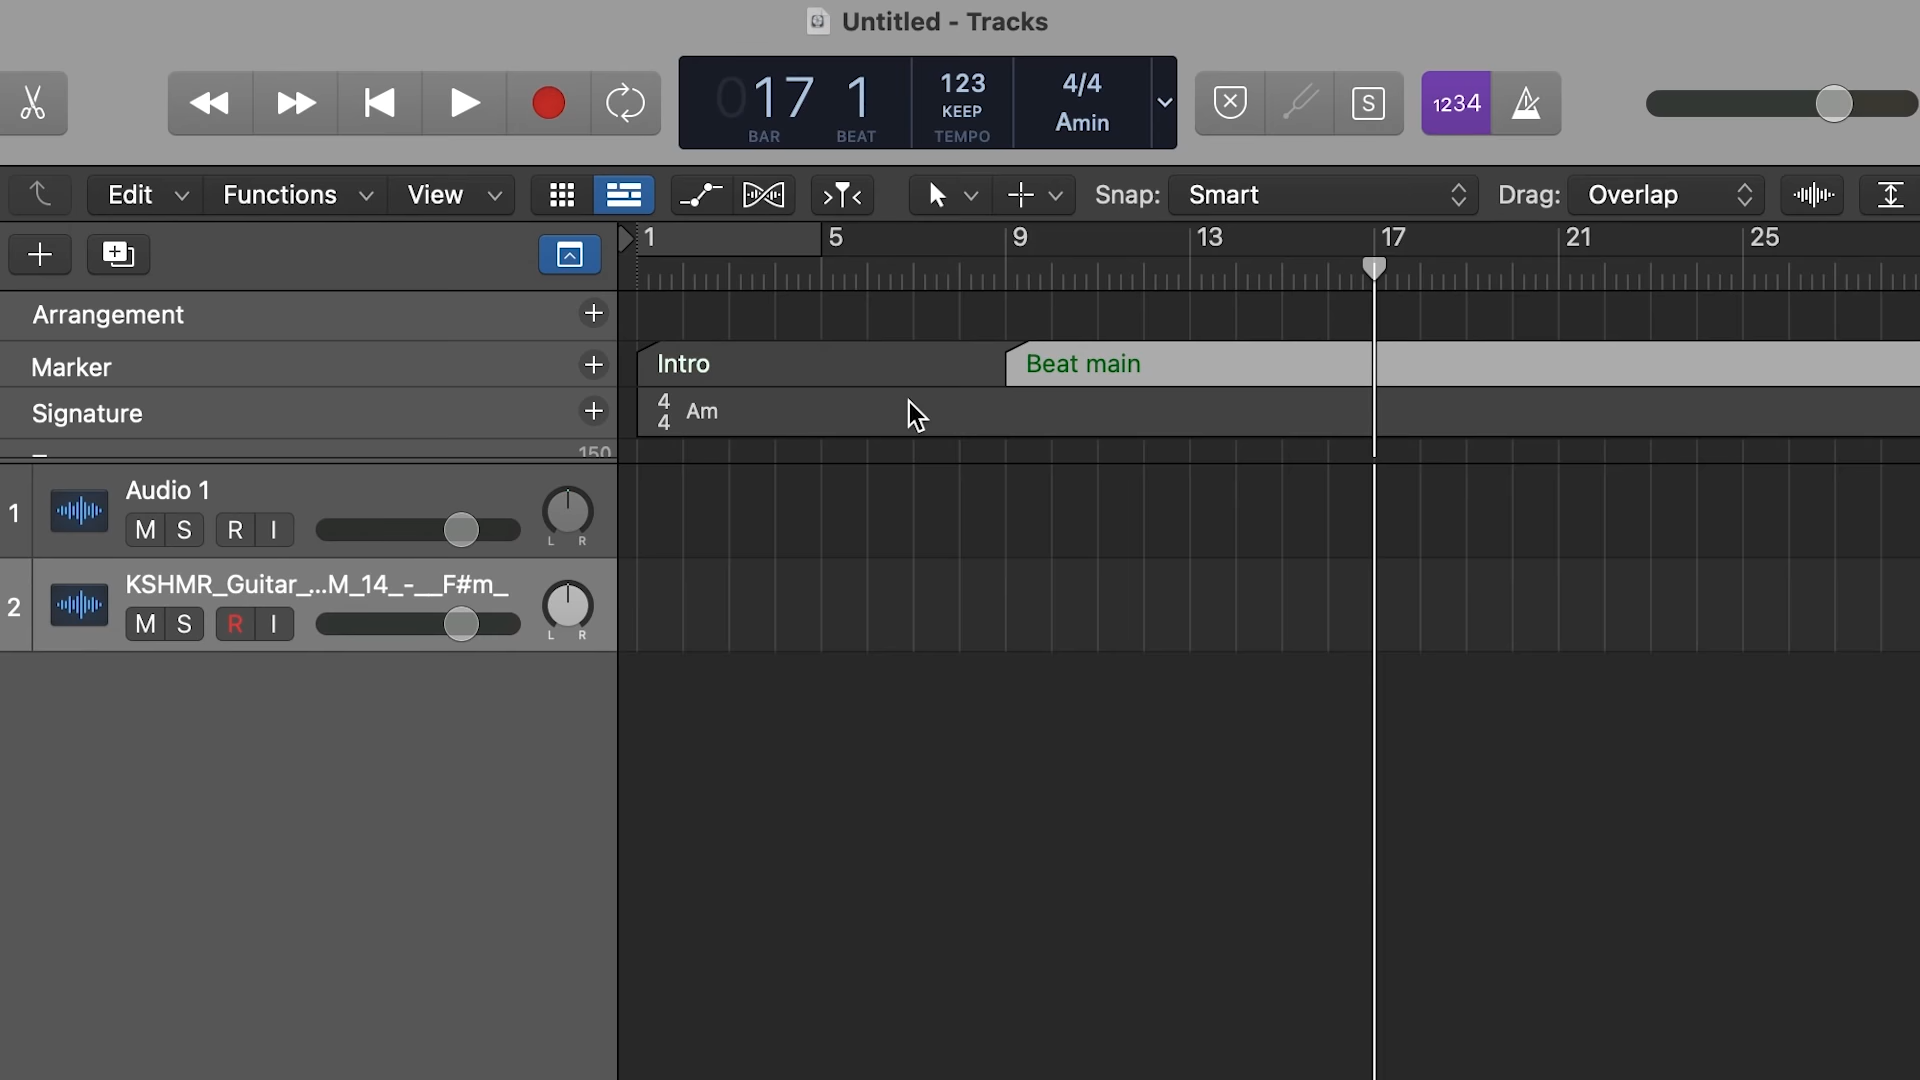 Untitled - Tracks
017 1
BAR BEAT
123
KEEP
TEMPO
4/4
Amin
S
1234
Edit Functions View Snap: Smart Drag: Overlap
1 5 9 13 17 21 25
Arrangement
Marker Intro Beat main
Signature 4/4 Am
150
1 Audio 1
M S R I L R
2 KSHMR_Guitar_...M_14_-__F#m_
M S R I L R